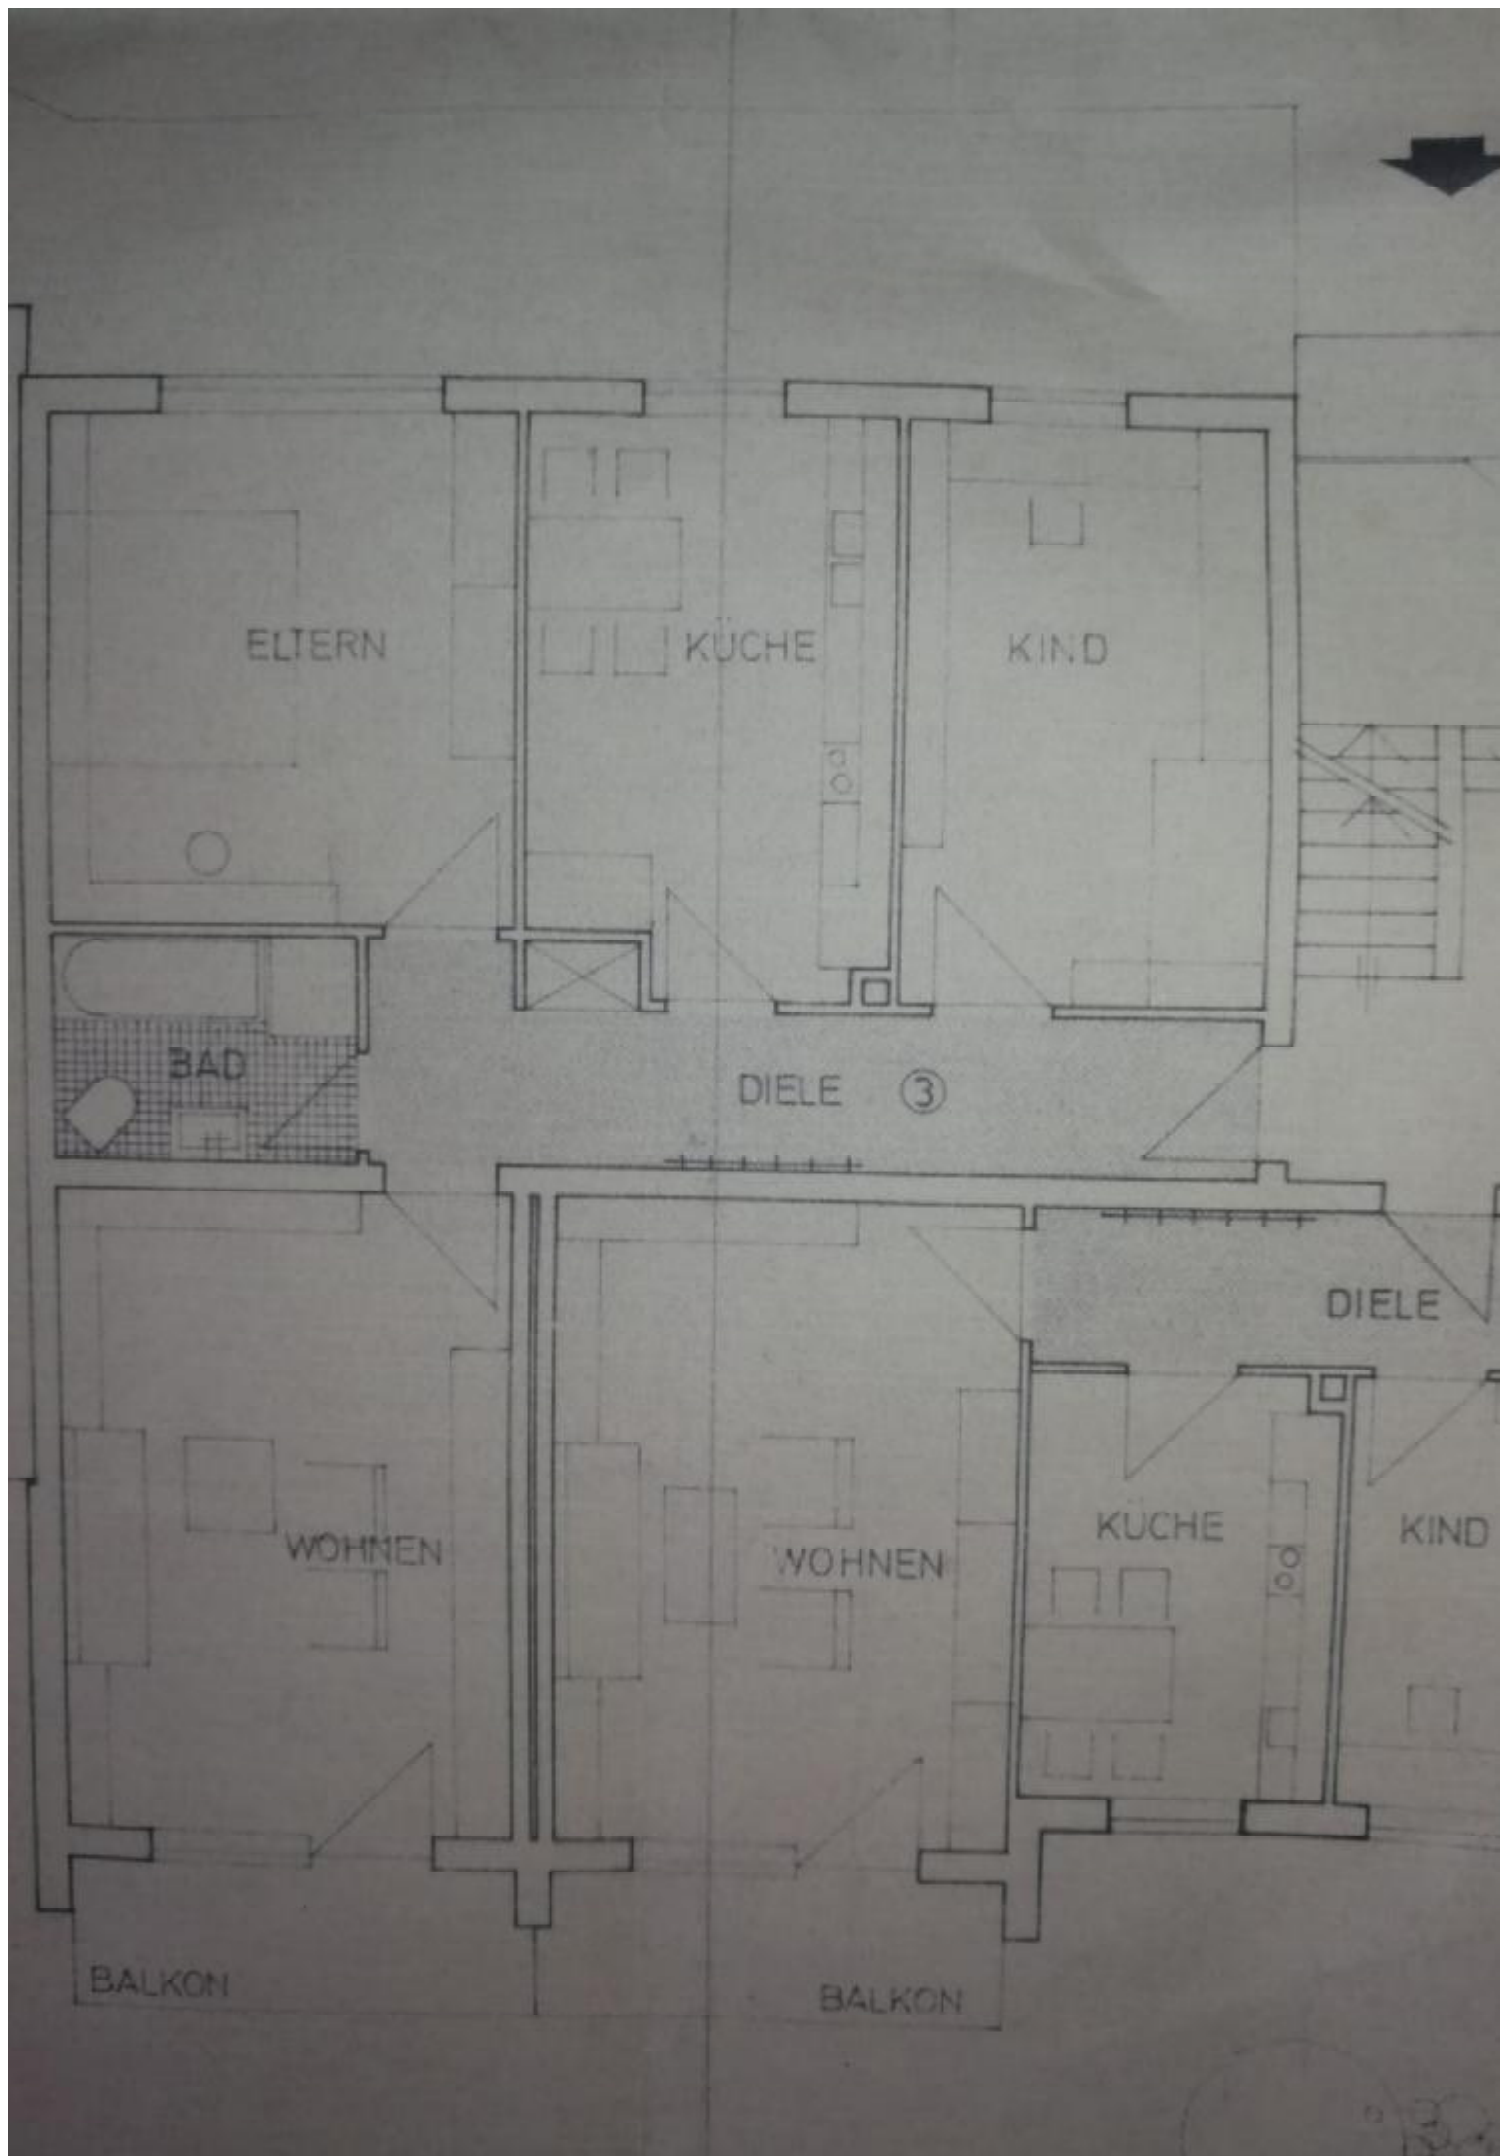 ELTERN
KÜCHE
KIND
BAD
DIELE 3
DIELE
WOHNEN
WOHNEN
KÜCHE
KIND
BALKON
BALKON